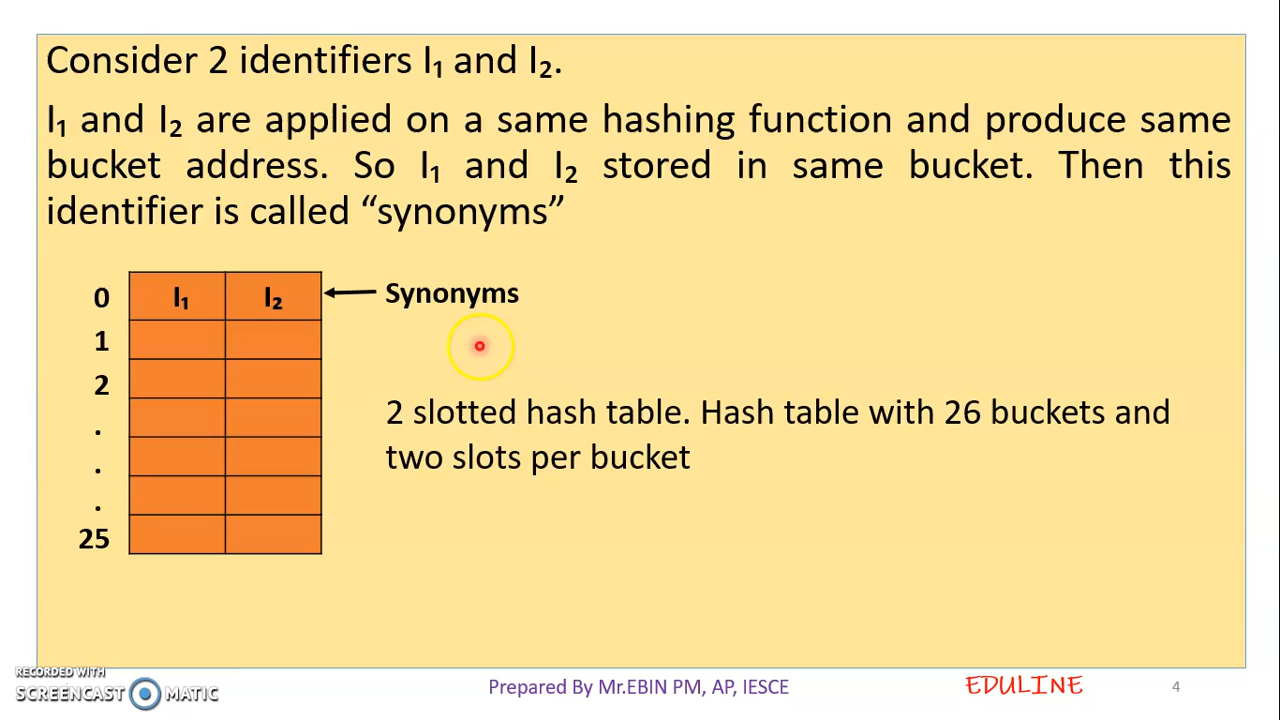 Consider 2 identifiers I₁ and I₂.
I₁ and I₂ are applied on a same hashing function and produce same
bucket address. So I₁ and I₂ stored in same bucket. Then this
identifier is called “synonyms”
0 I₁ I₂ Synonyms
1
2
.
2 slotted hash table. Hash table with 26 buckets and
two slots per bucket
.
.
25
RECORDED WITH
SCREENCAST MATIC
Prepared By Mr.EBIN PM, AP, IESCE
EDULINE
4